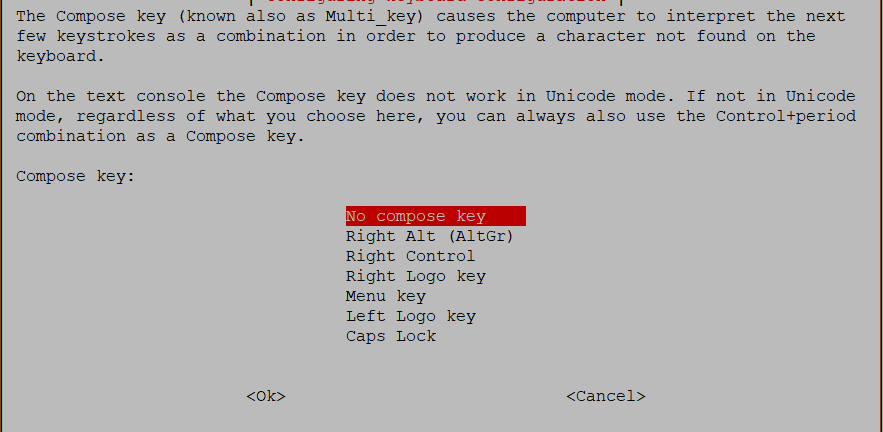 The Compose key (known also as Multi_key) causes the computer to interpret the next
few keystrokes as a combination in order to produce a character not found on the
keyboard.
On the text console the Compose key does not work in Unicode mode. If not in Unicode
mode, regardless of what you choose here, you can always also use the Control+period
combination as a Compose key.
Compose key:
No compose key
Right Alt (AltGr)
Right Control
Right Logo key
Menu key
Left Logo key
Caps Lock
<Ok> <Cancel>